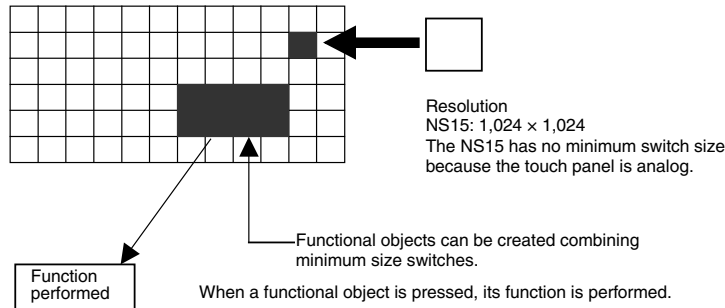 Resolution
NS15: 1,024 × 1,024
The NS15 has no minimum switch size
because the touch panel is analog.
Functional objects can be created combining
minimum size switches.
Function
performed
When a functional object is pressed, its function is performed.